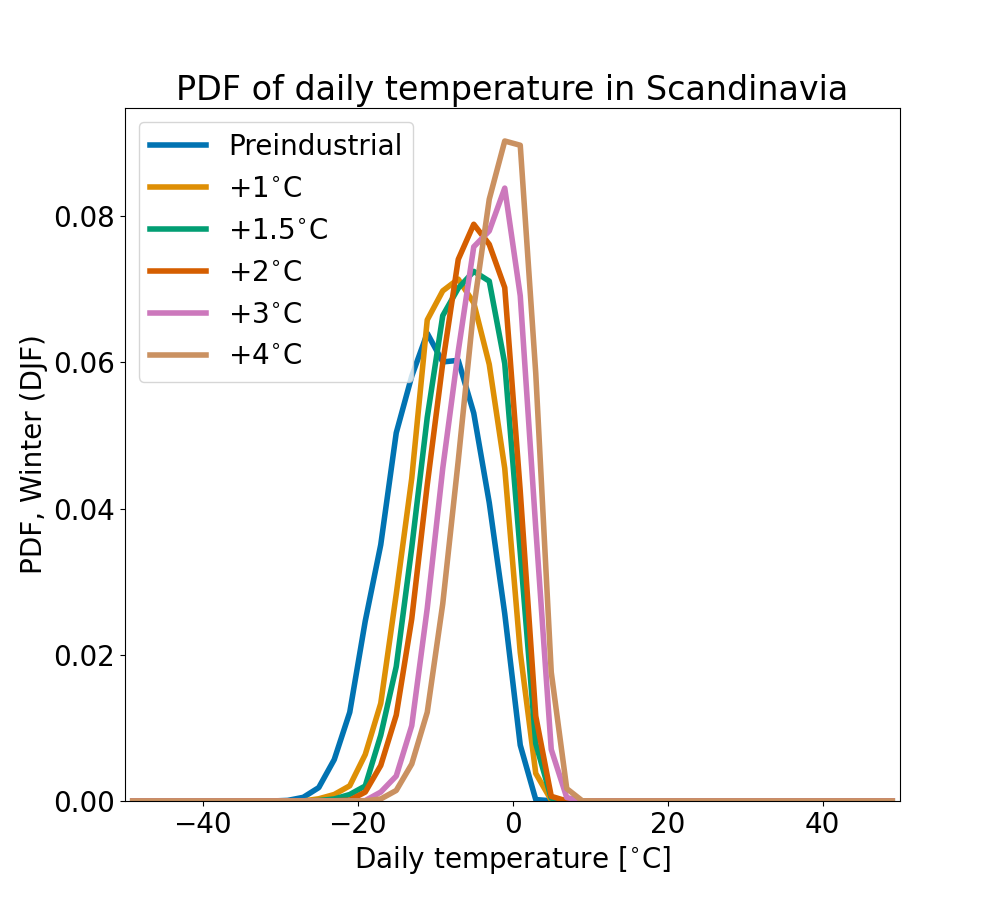 PDF of daily temperature in Scandinavia
Preindustrial
+1°C
+1.5°C
+2°C
+3°C
+4°C
0.08
0.06
0.04
0.02
0.00
PDF, Winter (DJF)
−40 −20 0 20 40
Daily temperature [°C]